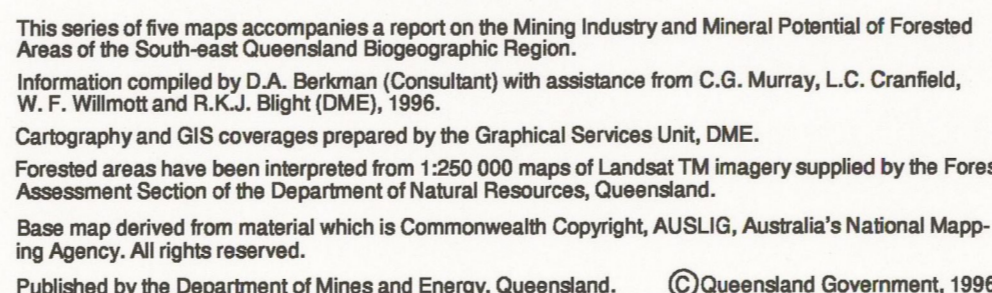 This series of five maps accompanies a report on the Mining Industry and Mineral Potential of Forested
Areas of the South-east Queensland Biogeographic Region.
Information compiled by D.A. Berkman (Consultant) with assistance from C.G. Murray, L.C. Cranfield,
W. F. Willmott and R.K.J. Blight (DME), 1996.
Cartography and GIS coverages prepared by the Graphical Services Unit, DME.
Forested areas have been interpreted from 1:250 000 maps of Landsat TM imagery supplied by the Fores
Assessment Section of the Department of Natural Resources, Queensland.
Base map derived from material which is Commonwealth Copyright, AUSLIG, Australia's National Mapp-
ing Agency. All rights reserved.
Published by the Department of Mines and Energy, Queensland. ©Queensland Government, 1996